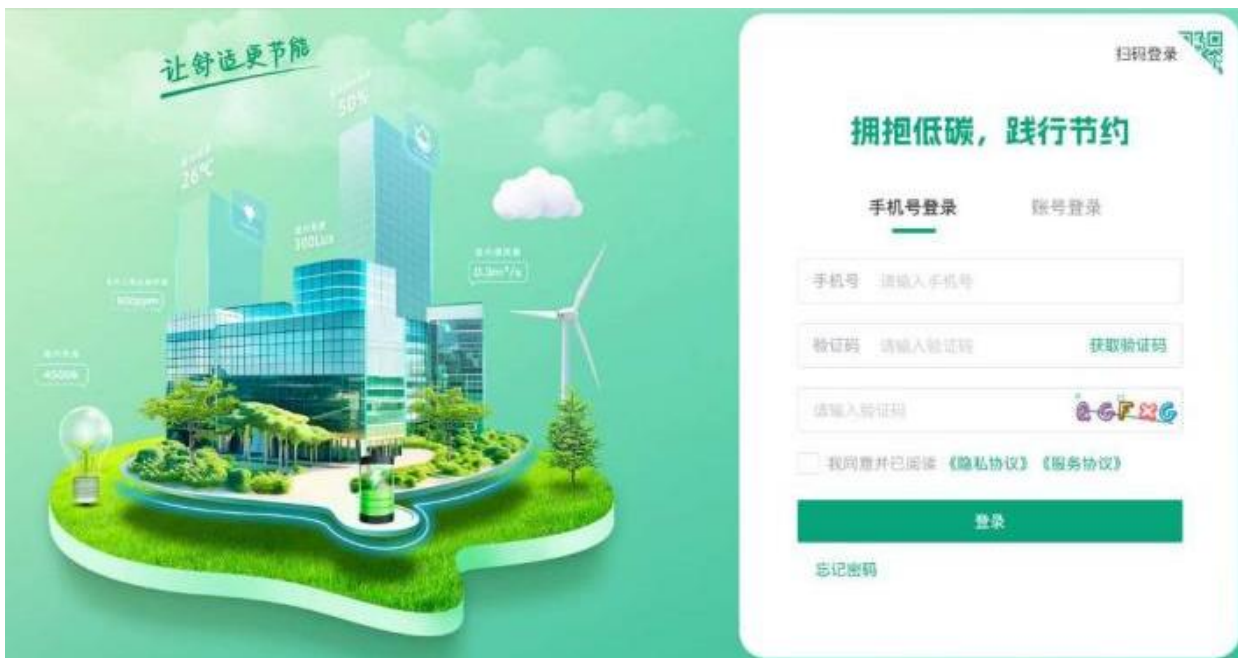 让舒适更节能
50%
26℃
300Lux
0.3m³/s
600ppm
4500k
扫码登录
拥抱低碳，践行节约
手机号登录 账号登录
手机号 请输入手机号
验证码 请输入验证码 获取验证码
请输入验证码
我同意并已阅读《隐私协议》《服务协议》
登录
忘记密码